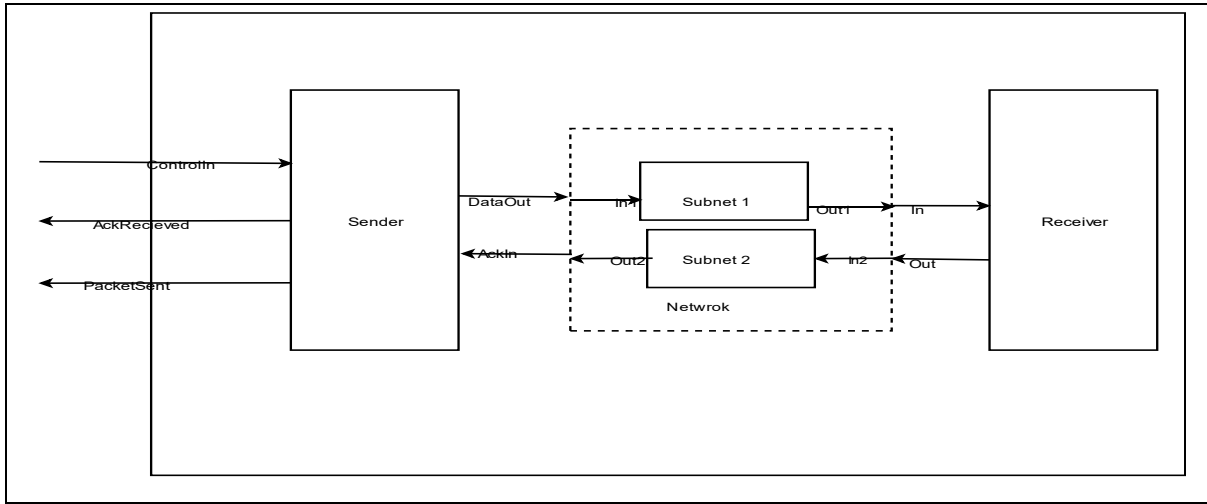 ControlIn
AckRecieved
PacketSent
Sender
DataOut
AckIn
In1
Subnet 1
Out1
Out2
Subnet 2
In2
Netwrok
In
Out
Receiver